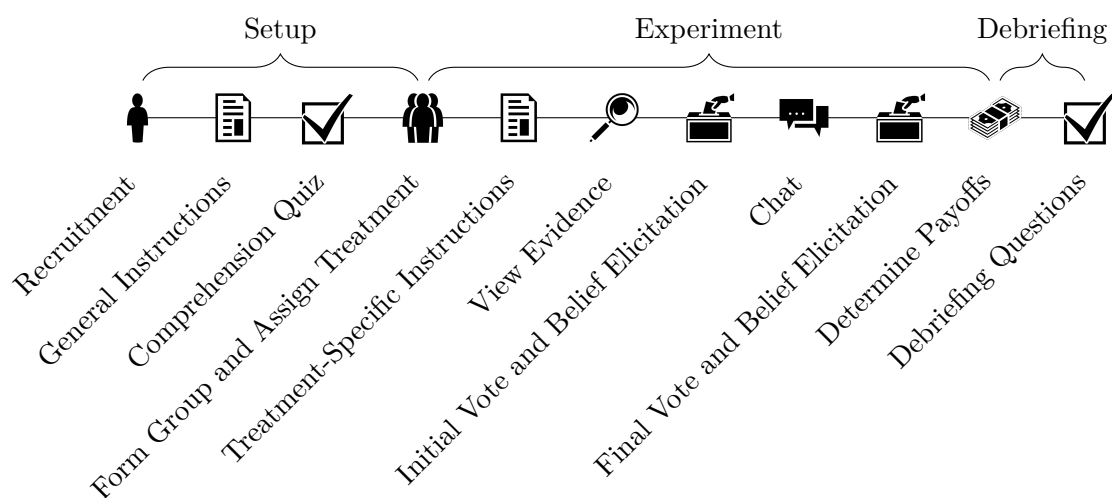 Setup
Experiment
Debriefing
Recruitment
General Instructions
Comprehension Quiz
Form Group and Assign Treatment
Treatment-Specific Instructions
View Evidence
Initial Vote and Belief Elicitation
Chat
Final Vote and Belief Elicitation
Determine Payoffs
Debriefing Questions